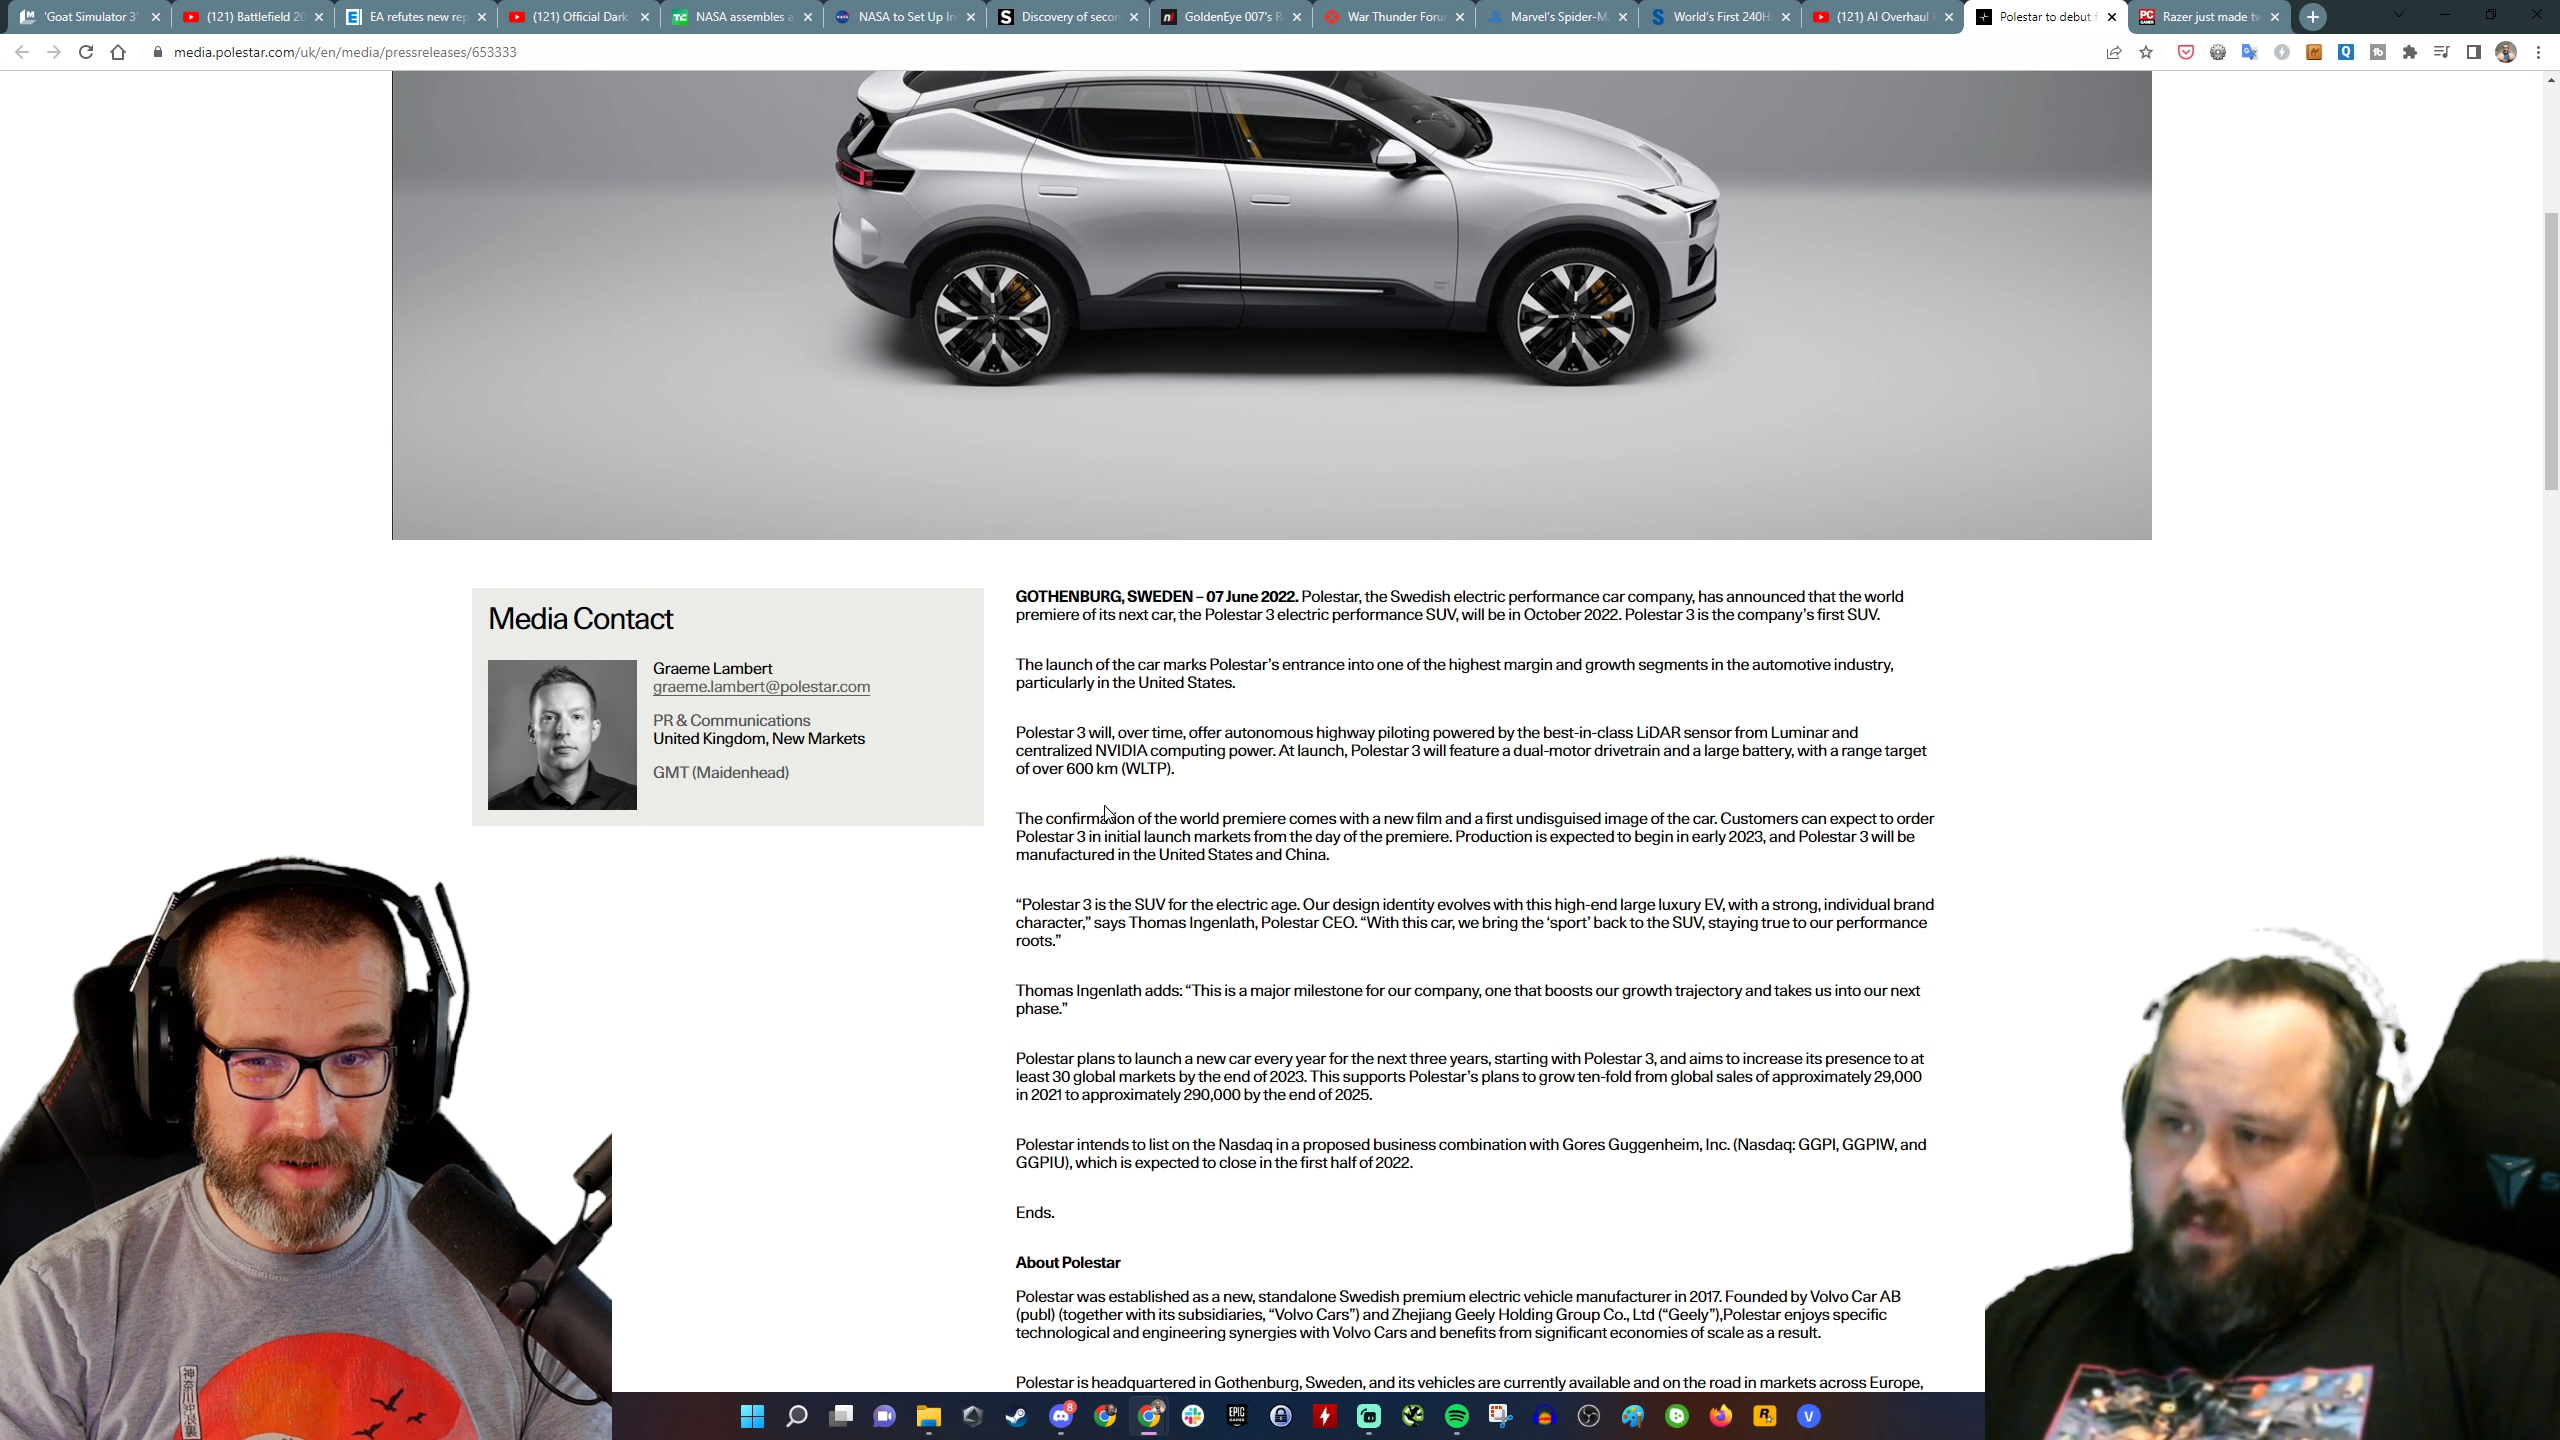 'Goat Simulator 3'
(121) Battlefield 20
EA refutes new rep
(121) Official Dark
NASA assembles a
NASA to Set Up In
Discovery of secon
GoldenEye 007's R
War Thunder Foru
Marvel's Spider-M
World's First 240H
(121) AI Overhaul
Polestar to debut f
Razer just made tw
media.polestar.com/uk/en/media/pressreleases/653333
Media Contact
Graeme Lambert
graeme.lambert@polestar.com
PR & Communications
United Kingdom, New Markets
GMT (Maidenhead)
GOTHENBURG, SWEDEN – 07 June 2022. Polestar, the Swedish electric performance car company, has announced that the world
premiere of its next car, the Polestar 3 electric performance SUV, will be in October 2022. Polestar 3 is the company's first SUV.
The launch of the car marks Polestar's entrance into one of the highest margin and growth segments in the automotive industry,
particularly in the United States.
Polestar 3 will, over time, offer autonomous highway piloting powered by the best-in-class LiDAR sensor from Luminar and
centralized NVIDIA computing power. At launch, Polestar 3 will feature a dual-motor drivetrain and a large battery, with a range target
of over 600 km (WLTP).
The confirmation of the world premiere comes with a new film and a first undisguised image of the car. Customers can expect to order
Polestar 3 in initial launch markets from the day of the premiere. Production is expected to begin in early 2023, and Polestar 3 will be
manufactured in the United States and China.
“Polestar 3 is the SUV for the electric age. Our design identity evolves with this high-end large luxury EV, with a strong, individual brand
character,” says Thomas Ingenlath, Polestar CEO. “With this car, we bring the ‘sport’ back to the SUV, staying true to our performance
roots.”
Thomas Ingenlath adds: “This is a major milestone for our company, one that boosts our growth trajectory and takes us into our next
phase.”
Polestar plans to launch a new car every year for the next three years, starting with Polestar 3, and aims to increase its presence to at
least 30 global markets by the end of 2023. This supports Polestar's plans to grow ten-fold from global sales of approximately 29,000
in 2021 to approximately 290,000 by the end of 2025.
Polestar intends to list on the Nasdaq in a proposed business combination with Gores Guggenheim, Inc. (Nasdaq: GGPI, GGPIW, and
GGPIU), which is expected to close in the first half of 2022.
Ends.
About Polestar
Polestar was established as a new, standalone Swedish premium electric vehicle manufacturer in 2017. Founded by Volvo Car AB
(publ) (together with its subsidiaries, “Volvo Cars”) and Zhejiang Geely Holding Group Co., Ltd (“Geely”),Polestar enjoys specific
technological and engineering synergies with Volvo Cars and benefits from significant economies of scale as a result.
Polestar is headquartered in Gothenburg, Sweden, and its vehicles are currently available and on the road in markets across Europe,
神奈川沖浪裏
8
EPIC
GAMES